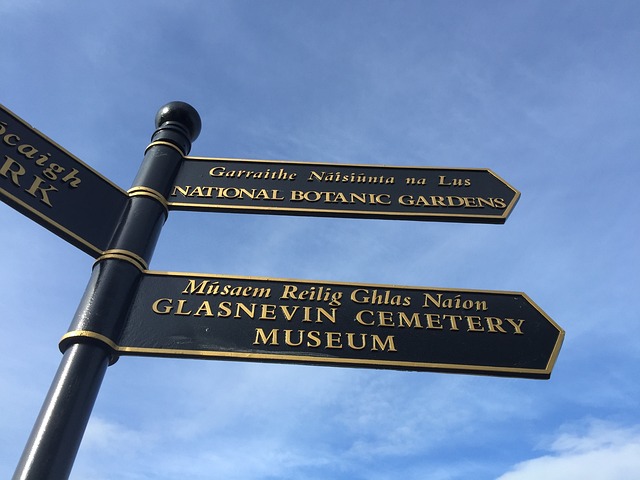 Garraithe Náisiúnta na Lus
NATIONAL BOTANIC GARDENS
Músaem Reilig Ghlas Naíon
GLASNEVIN CEMETERY
MUSEUM